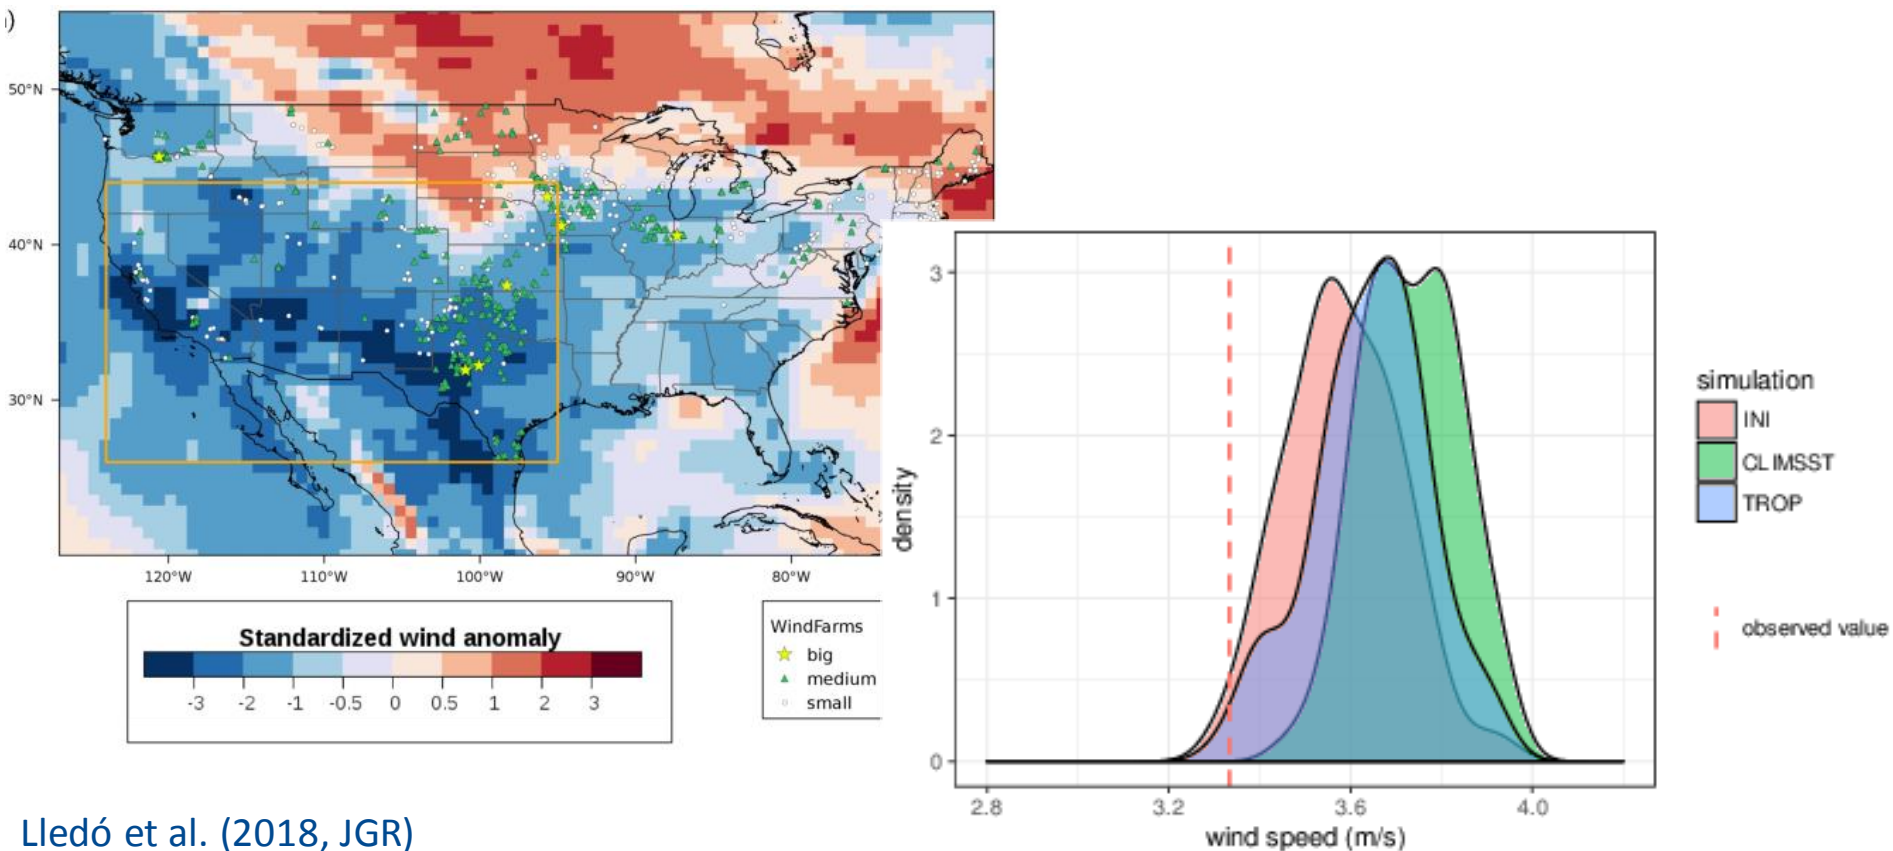 )
50°N
40°N
30°N
120°W 110°W 100°W 90°W 80°W
Standardized wind anomaly
-3 -2 -1 -0.5 0 0.5 1 2 3
WindFarms
big
medium
small
3
2
1
0
density
2.8 3.2 3.6 4.0
wind speed (m/s)
simulation
INI
CLIMSST
TROP
observed value
Lledó et al. (2018, JGR)